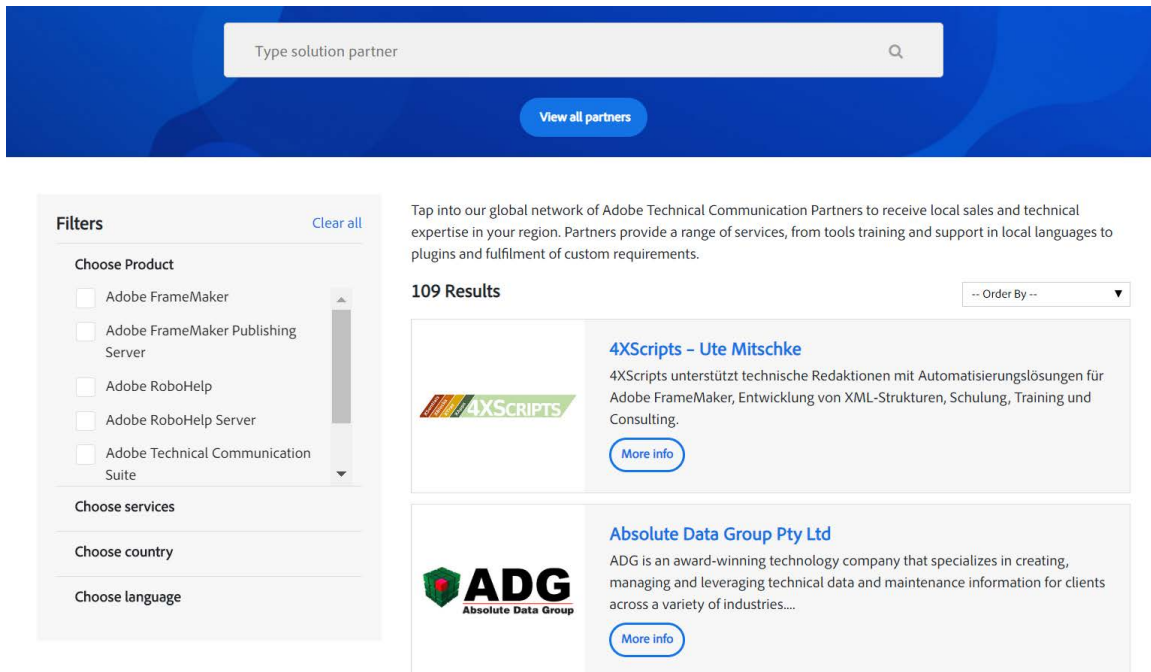 Type solution partner
View all partners
Filters
Clear all
Choose Product
Adobe FrameMaker
Adobe FrameMaker Publishing
Server
Adobe RoboHelp
Adobe RoboHelp Server
Adobe Technical Communication
Suite
Choose services
Choose country
Choose language
Tap into our global network of Adobe Technical Communication Partners to receive local sales and technical
expertise in your region. Partners provide a range of services, from tools training and support in local languages to
plugins and fulfilment of custom requirements.
109 Results
-- Order By --
4XSCRIPTS
4XScripts – Ute Mitschke
4XScripts unterstützt technische Redaktionen mit Automatisierungslösungen für
Adobe FrameMaker, Entwicklung von XML-Strukturen, Schulung, Training und
Consulting.
More info
ADG
Absolute Data Group
Absolute Data Group Pty Ltd
ADG is an award-winning technology company that specializes in creating,
managing and leveraging technical data and maintenance information for clients
across a variety of industries....
More info